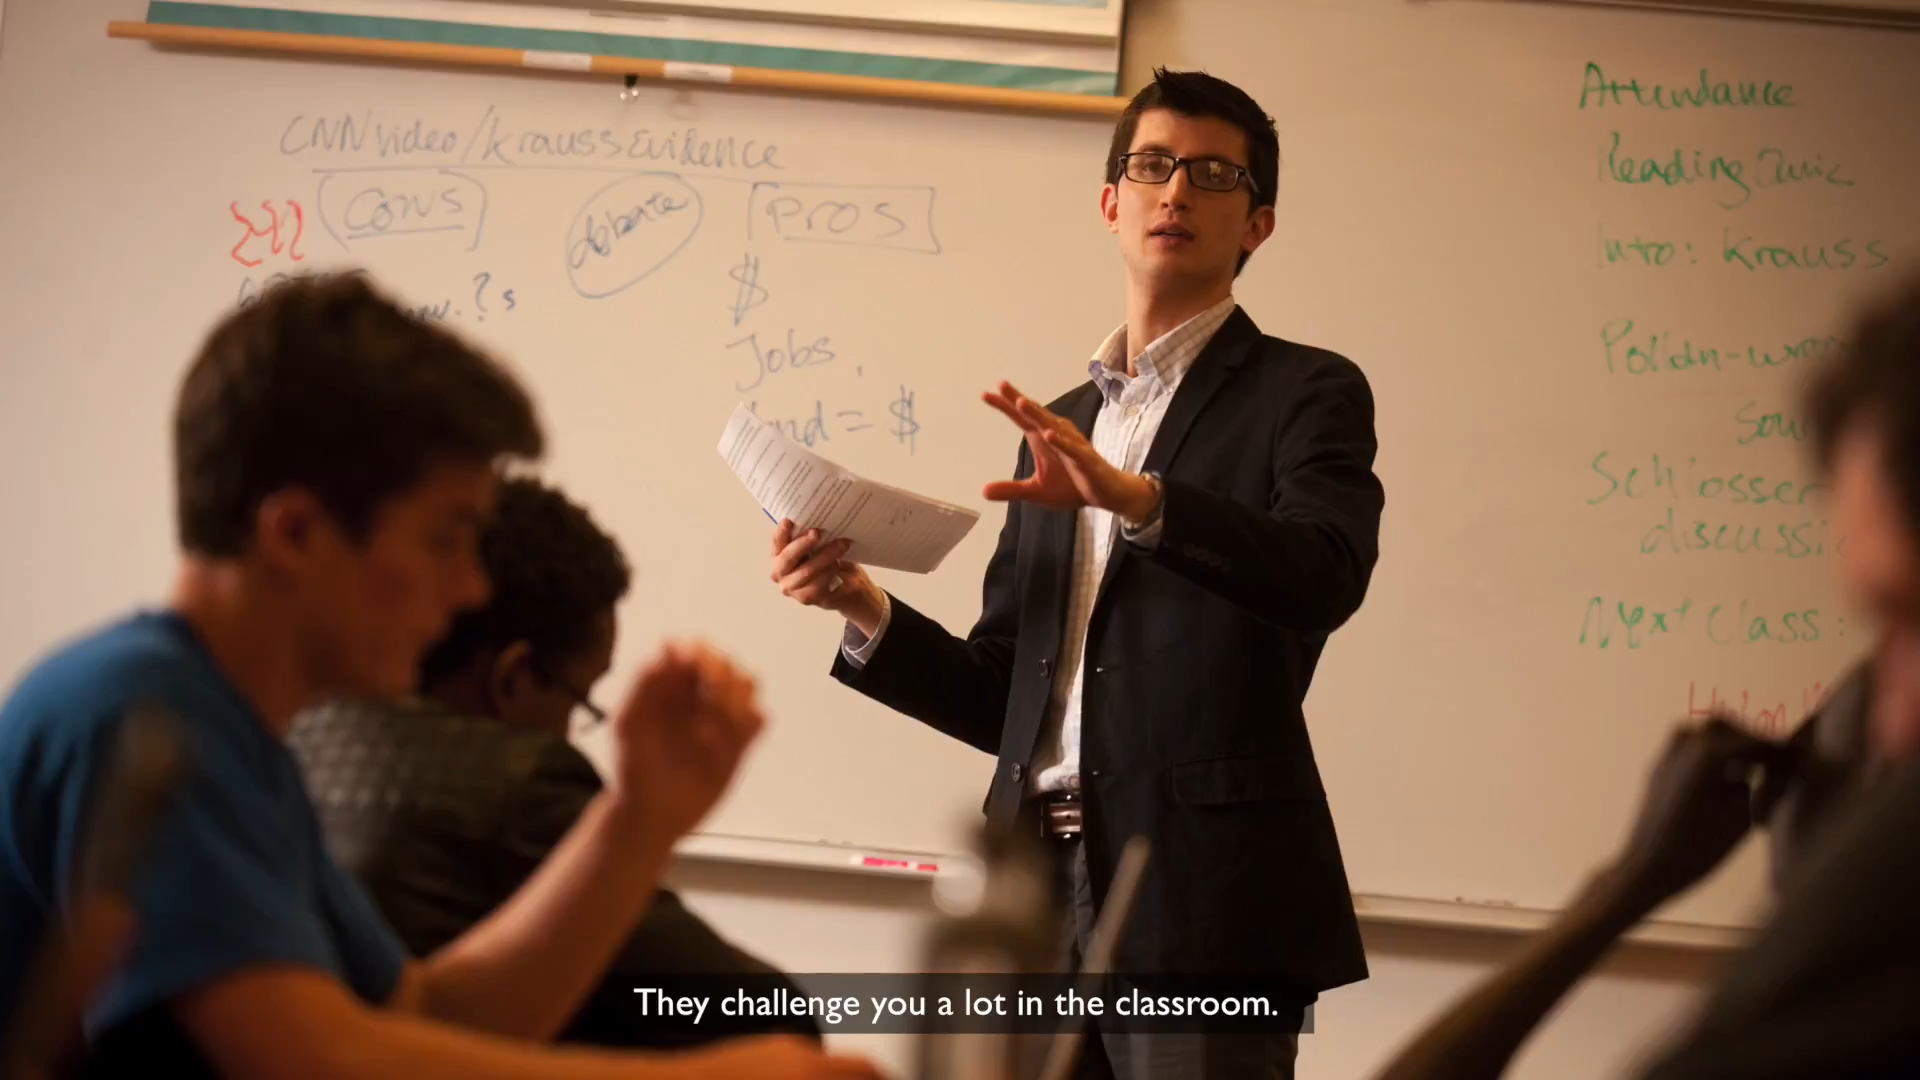 CNN video/Krauss Evidence
Cons
debate
PROS
?s
$
Jobs
= $
Attendance
Reading Quiz
Intro: Krauss
Schlosser
Next Class:
They challenge you a lot in the classroom.